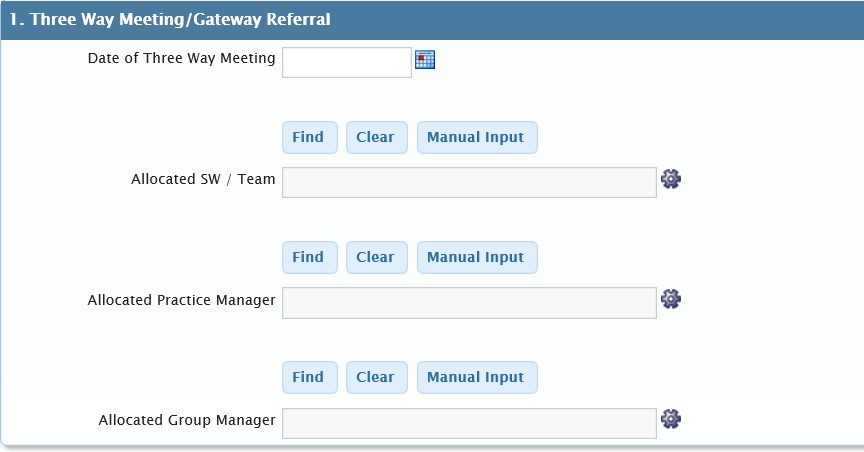 1. Three Way Meeting/Gateway Referral
Date of Three Way Meeting
Find Clear Manual Input
Allocated SW / Team
Find Clear Manual Input
Allocated Practice Manager
Find Clear Manual Input
Allocated Group Manager